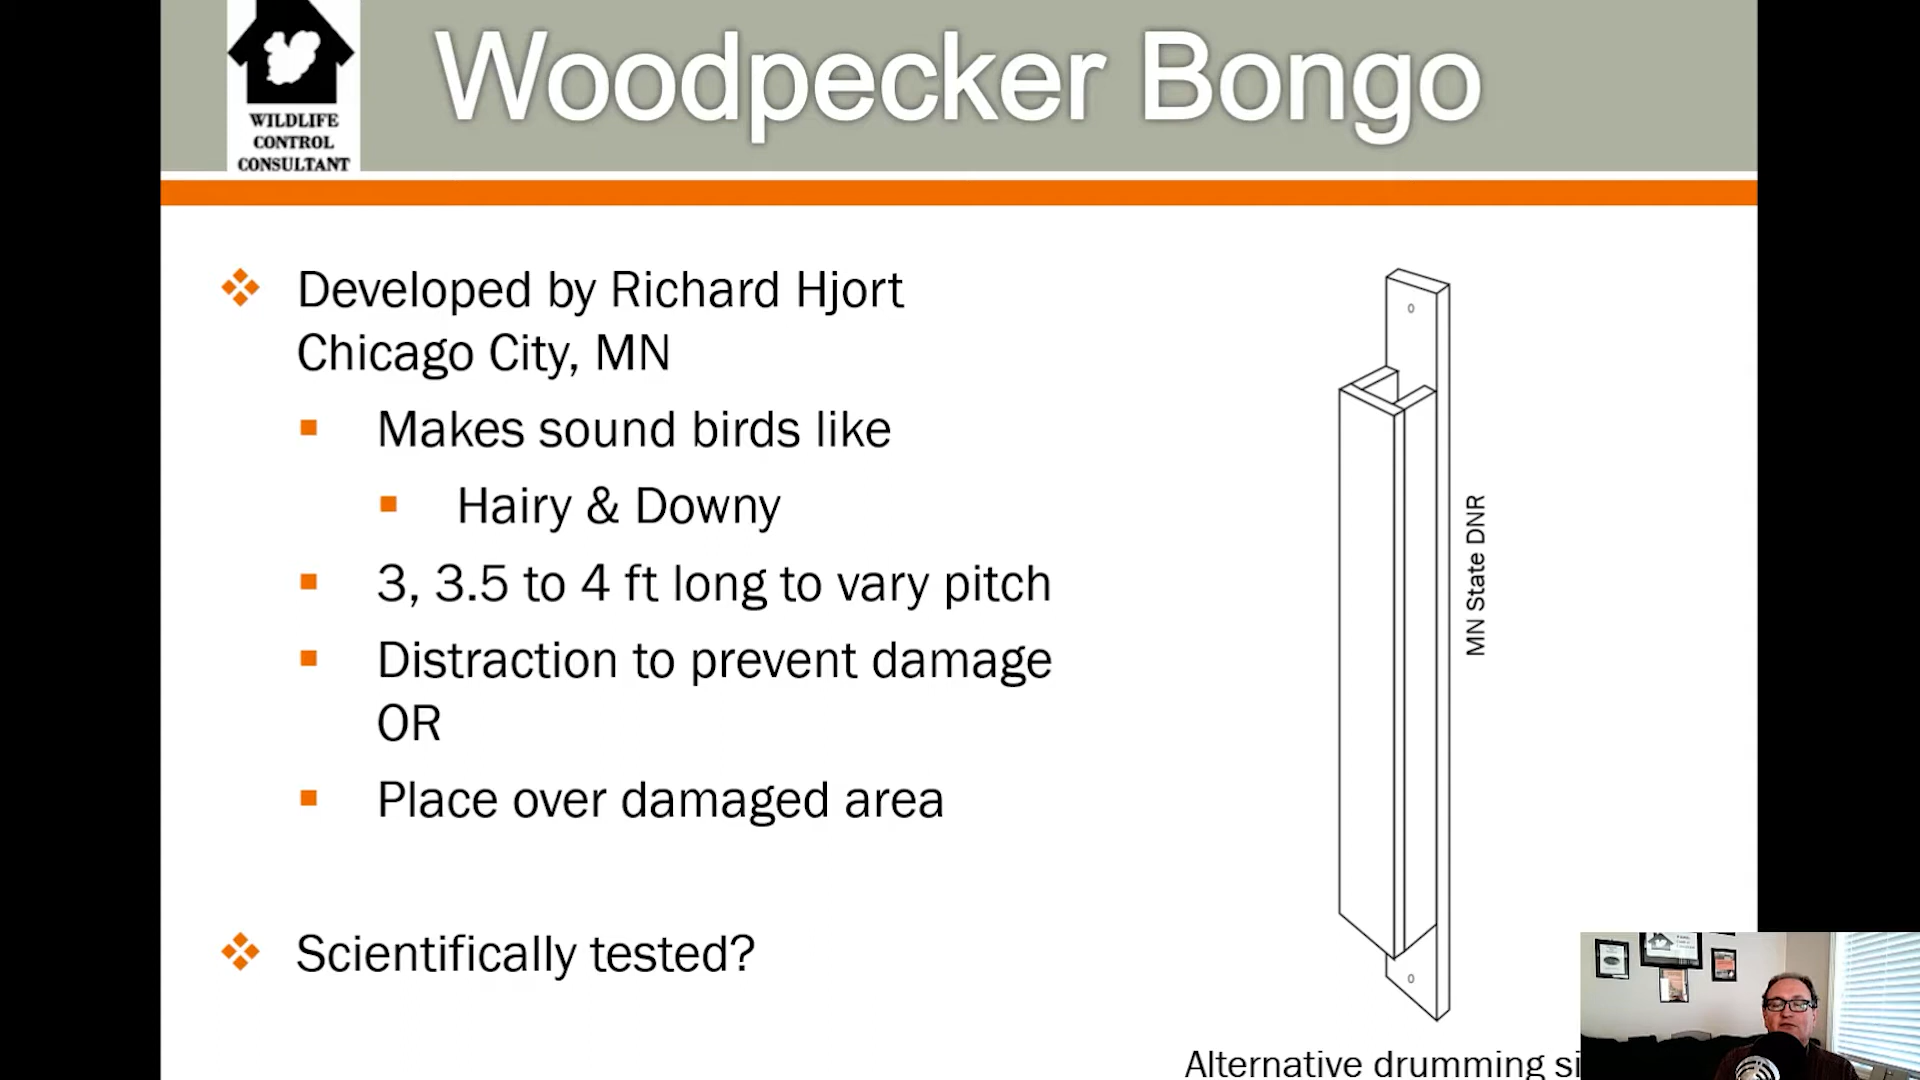 WILDLIFE
CONTROL
CONSULTANT
Woodpecker Bongo
Developed by Richard Hjort
Chicago City, MN
Makes sound birds like
Hairy & Downy
3, 3.5 to 4 ft long to vary pitch
Distraction to prevent damage
OR
Place over damaged area
Scientifically tested?
MN State DNR
Alternative drumming si